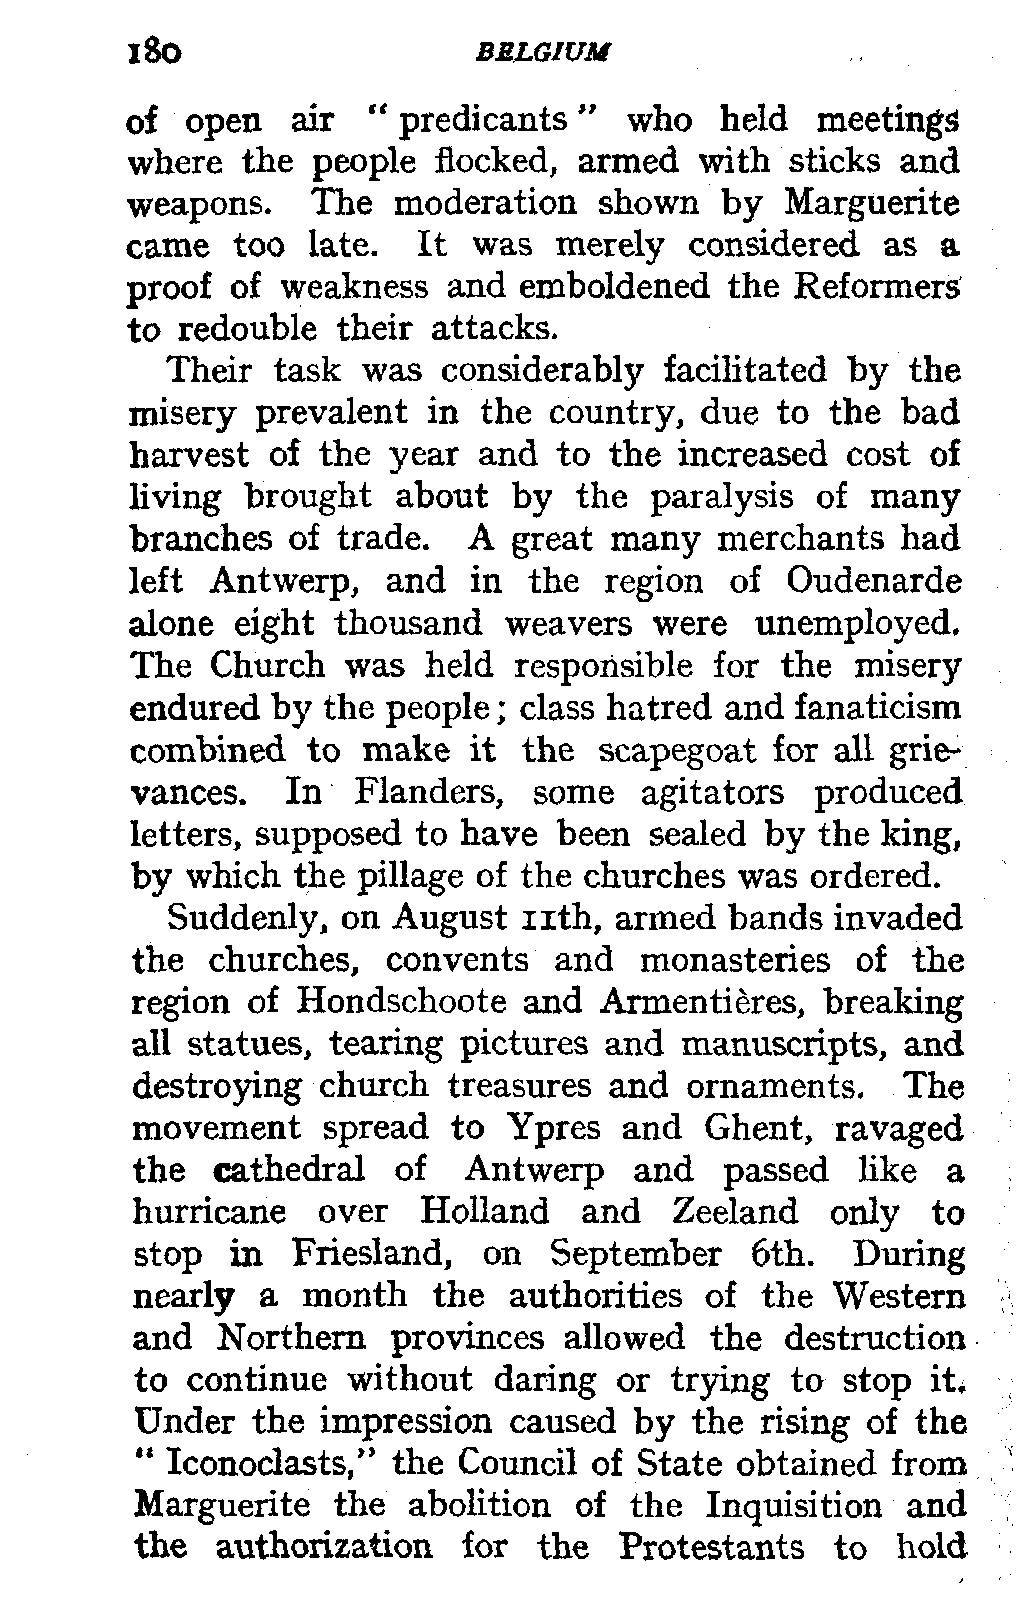 180 BELGIUM
of open air " predicants " who held meetings
where the people flocked, armed with sticks and
weapons. The moderation shown by Marguerite
came too late. It was merely considered as a
proof of weakness and emboldened the Reformers
to redouble their attacks.
Their task was considerably facilitated by the
misery prevalent in the country, due to the bad
harvest of the year and to the increased cost of
living brought about by the paralysis of many
branches of trade. A great many merchants had
left Antwerp, and in the region of Oudenarde
alone eight thousand weavers were unemployed.
The Church was held responsible for the misery
endured by the people; class hatred and fanaticism
combined to make it the scapegoat for all grie-
vances. In Flanders, some agitators produced
letters, supposed to have been sealed by the king,
by which the pillage of the churches was ordered.
Suddenly, on August 11th, armed bands invaded
the churches, convents and monasteries of the
region of Hondschoote and Armentières, breaking
all statues, tearing pictures and manuscripts, and
destroying church treasures and ornaments. The
movement spread to Ypres and Ghent, ravaged
the cathedral of Antwerp and passed like a
hurricane over Holland and Zeeland only to
stop in Friesland, on September 6th. During
nearly a month the authorities of the Western
and Northern provinces allowed the destruction
to continue without daring or trying to stop it.
Under the impression caused by the rising of the
" Iconoclasts," the Council of State obtained from
Marguerite the abolition of the Inquisition and
the authorization for the Protestants to hold